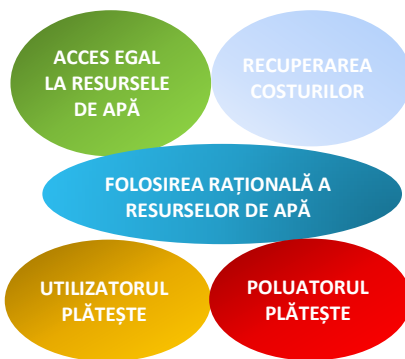 ACCES EGAL
LA RESURSELE
DE APĂ
RECUPERAREA
COSTURILOR
FOLOSIREA RAȚIONALĂ A
RESURSELOR DE APĂ
UTILIZATORUL
PLĂTEȘTE
POLUATORUL
PLĂTEȘTE